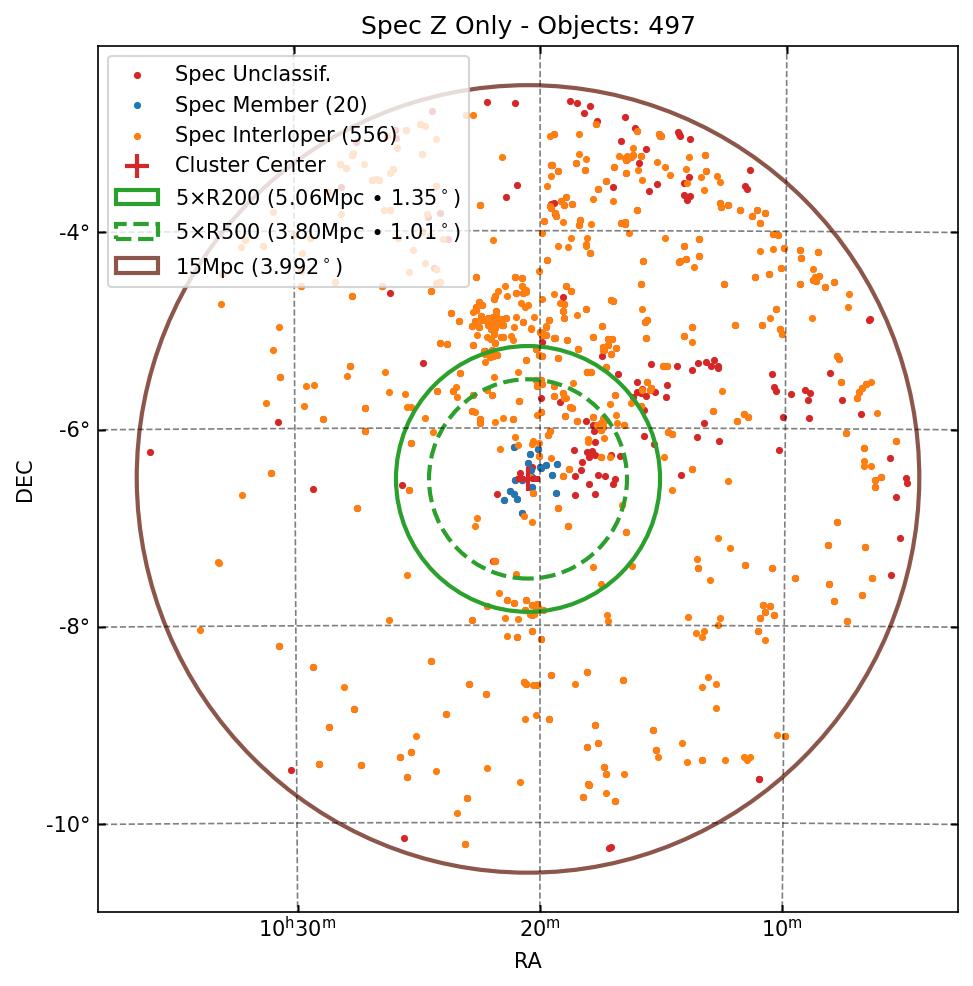 Spec Z Only - Objects: 497
Spec Unclassif.
Spec Member (20)
Spec Interloper (556)
Cluster Center
5×R200 (5.06Mpc • 1.35°)
5×R500 (3.80Mpc • 1.01°)
15Mpc (3.992°)
-4°
-6°
-8°
-10°
DEC
10ʰ30ᵐ 20ᵐ 10ᵐ
RA